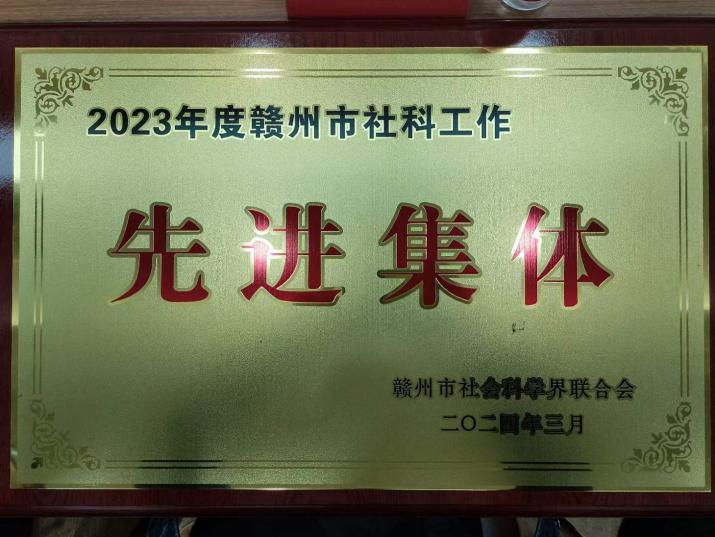 2023年度赣州市社科工作
先进集体
赣州市社会科学界联合会
二〇二四年三月